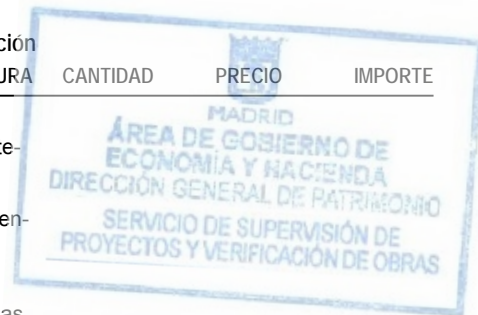 ción
URA CANTIDAD PRECIO IMPORTE
MADRID
ÁREA DE GOBIERNO DE
te-
ECONOMÍA Y HACIENDA
DIRECCIÓN GENERAL DE PATRIMONIO
en-
SERVICIO DE SUPERVISIÓN DE
PROYECTOS Y VERIFICACIÓN DE OBRAS
as